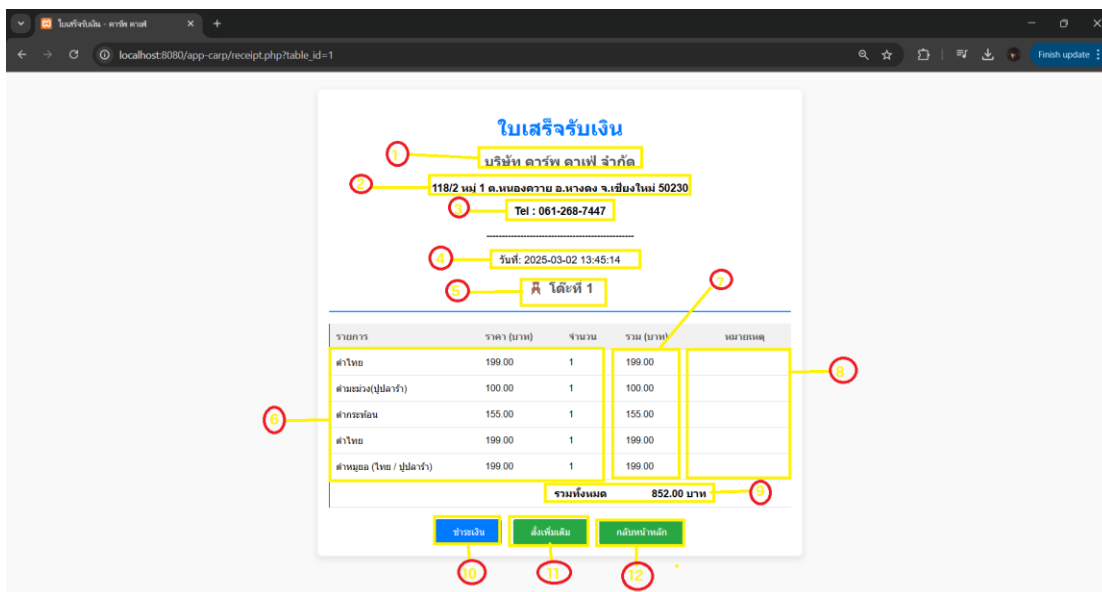 ใบเสร็จรับเงิน - คาร์พ คาเฟ่
localhost:8080/app-carp/receipt.php?table_id=1
Finish update
ใบเสร็จรับเงิน
1
บริษัท คาร์พ คาเฟ่ จำกัด
2
118/2 หมู่ 1 ต.หนองควาย อ.หางดง จ.เชียงใหม่ 50230
3
Tel : 061-268-7447
------------------------------------------------
4
วันที่: 2025-03-02 13:45:14
5
โต๊ะที่ 1
7
รายการ ราคา (บาท) จำนวน รวม (บาท) หมายเหตุ
ตำไทย 199.00 1 199.00
8
ตำมะม่วง(ปูปลาร้า) 100.00 1 100.00
6
ตำกระท้อน 155.00 1 155.00
ตำไทย 199.00 1 199.00
ตำหมูยอ (ไทย / ปูปลาร้า) 199.00 1 199.00
รวมทั้งหมด 852.00 บาท
9
ชำระเงิน สั่งเพิ่มเติม กลับหน้าหลัก
10 11 12